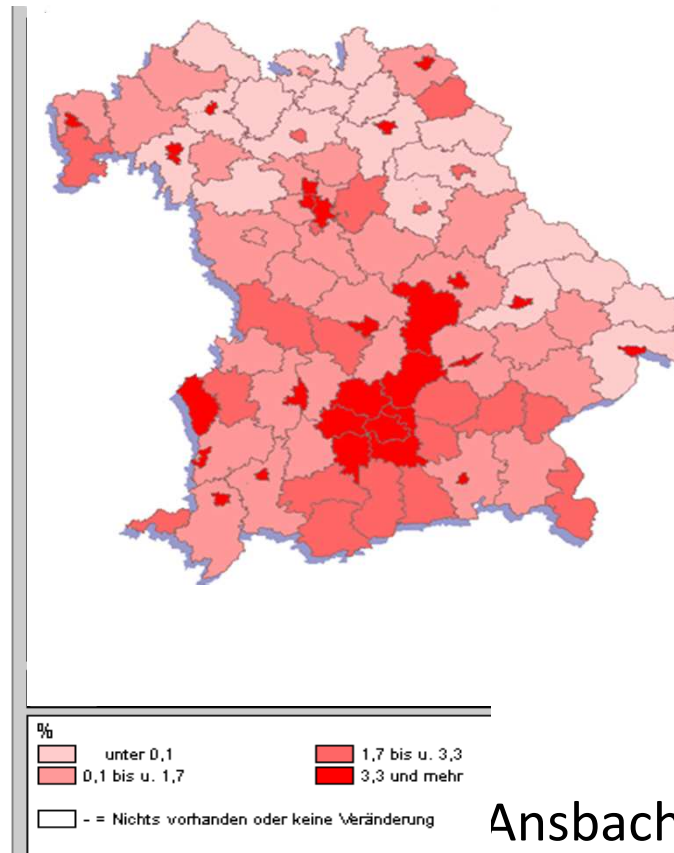 %
unter 0,1
1,7 bis u. 3,3
0,1 bis u. 1,7
3,3 und mehr
- = Nichts vorhanden oder keine Veränderung
Ansbach